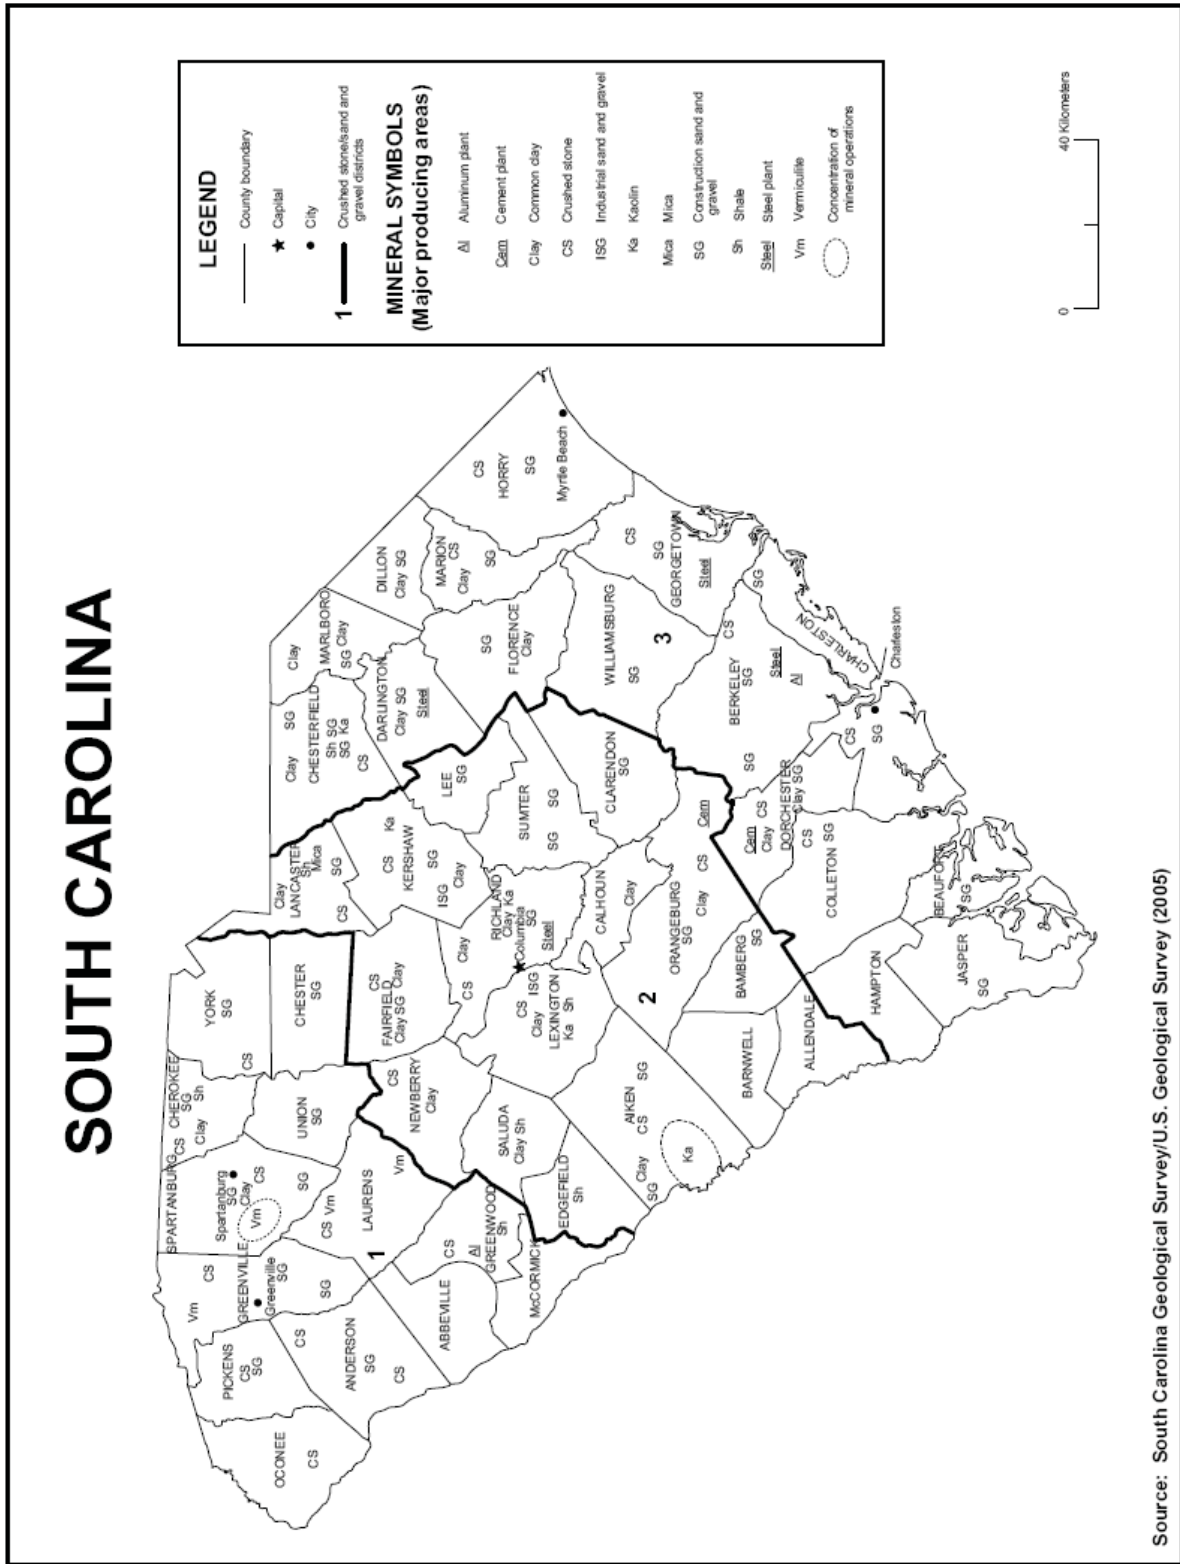 SOUTH CAROLINA
OCONEE
CS
PICKENS
CS
SG
Vm
CS
GREENVILLE
Greenville
SG
SG
CS
ANDERSON
SG
CS
SPARTANBURG
Spartanburg
SG
Clay
CS
Vm
SG
CHEROKEE
CS
SG
Clay
Sh
YORK
SG
CS
UNION
SG
CHESTER
SG
CS
Vm
LAURENS
Vm
1
ABBEVILLE
CS
Al
GREENWOOD
Sh
McCORMICK
EDGEFIELD
Sh
SALUDA
Clay Sh
CS
NEWBERRY
Clay
CS
FAIRFIELD
Clay SG
Clay
Clay
LANCASTER
Sh
Mica
SG
CS
CS
Ka
KERSHAW
ISG
SG
Clay
CS
Clay
RICHLAND
Clay Ka
Columbia
SG
Steel
CS
ISG
Clay
LEXINGTON
Ka Sh
AIKEN
CS
SG
Clay
SG
Ka
CALHOUN
Clay
2
ORANGEBURG
SG
Clay
CS
Cem
BAMBERG
SG
BARNWELL
ALLENDALE
HAMPTON
JASPER
SG
BEAUFORT
SG
COLLETON SG
CS
Cem
Clay
CS
DORCHESTER
Clay SG
LEE
SG
SUMTER
SG
SG
CLARENDON
SG
Clay
SG
CHESTERFIELD
Sh SG
SG Ka
CS
Clay
MARLBORO
SG Clay
DARLINGTON
Clay SG
Steel
DILLON
Clay SG
MARION
Clay
CS
SG
SG
FLORENCE
Clay
CS
HORRY
SG
Myrtle Beach
WILLIAMSBURG
SG
3
CS
SG
GEORGETOWN
Steel
CS
BERKELEY
SG
SG
Steel
Al
SG
CHARLESTON
Charleston
CS
SG
LEGEND
County boundary
Capital
City
1 Crushed stone/sand and
gravel districts
MINERAL SYMBOLS
(Major producing areas)
Al Aluminum plant
Cem Cement plant
Clay Common clay
CS Crushed stone
ISG Industrial sand and gravel
Ka Kaolin
Mica Mica
SG Construction sand and
gravel
Sh Shale
Steel Steel plant
Vm Vermiculite
Concentration of
mineral operations
0 40 Kilometers
Source: South Carolina Geological Survey/U.S. Geological Survey (2005)